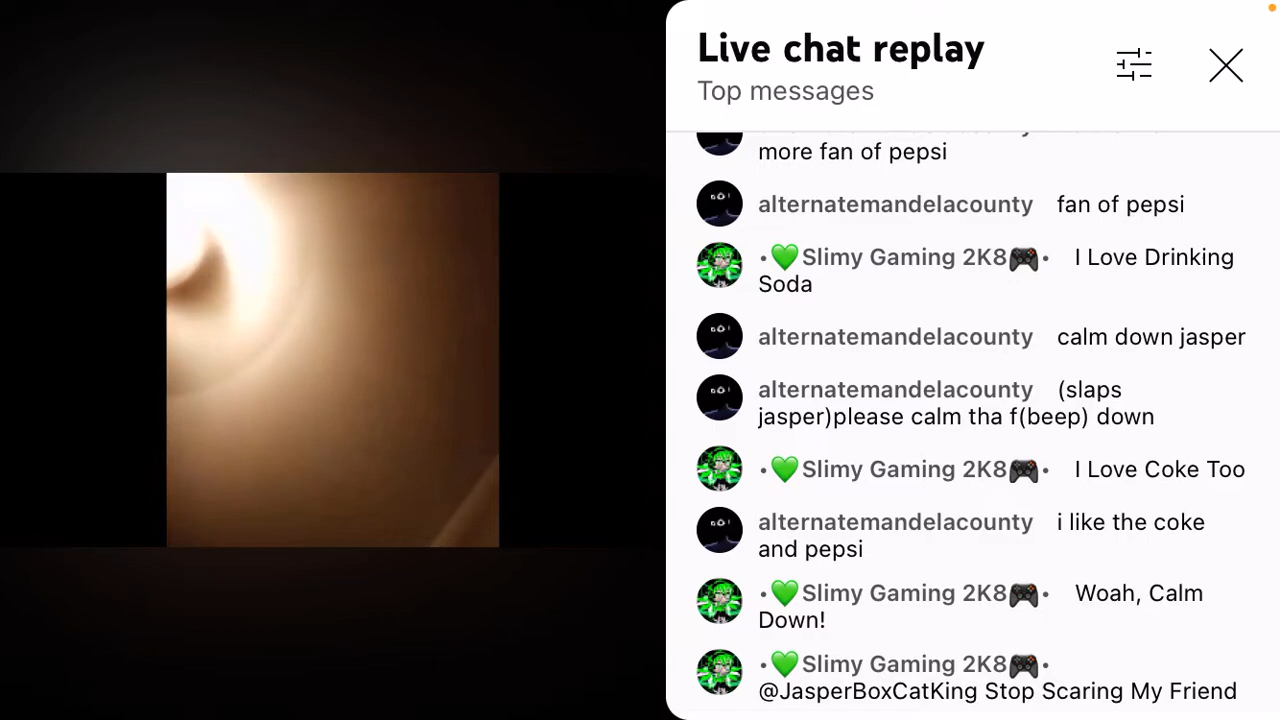 Live chat replay
Top messages
more fan of pepsi
alternatemandelacounty fan of pepsi
•💚Slimy Gaming 2K8🎮• I Love Drinking
Soda
alternatemandelacounty calm down jasper
alternatemandelacounty (slaps
jasper)please calm tha f(beep) down
•💚Slimy Gaming 2K8🎮• I Love Coke Too
alternatemandelacounty i like the coke
and pepsi
•💚Slimy Gaming 2K8🎮• Woah, Calm
Down!
•💚Slimy Gaming 2K8🎮•
@JasperBoxCatKing Stop Scaring My Friend